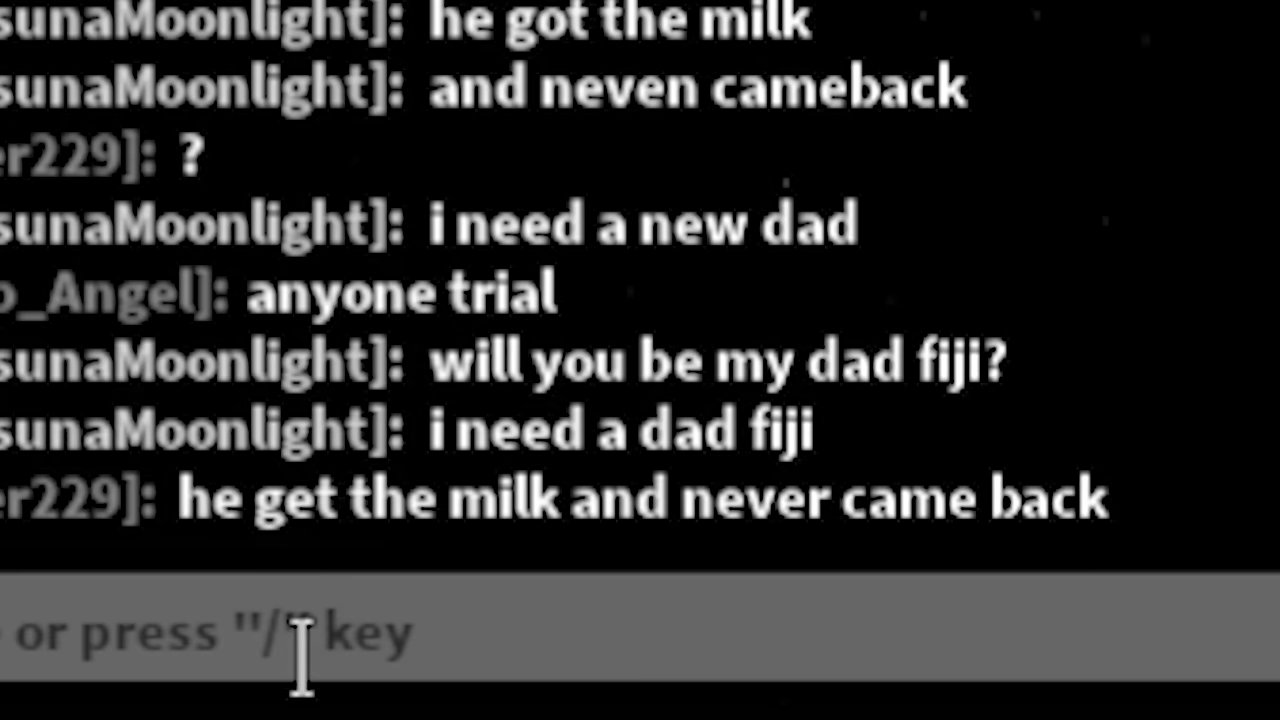 sunaMoonlight]: he got the milk
sunaMoonlight]: and neven cameback
er229]: ?
sunaMoonlight]: i need a new dad
o_Angel]: anyone trial
sunaMoonlight]: will you be my dad fiji?
sunaMoonlight]: i need a dad fiji
er229]: he get the milk and never came back
or press "/" key